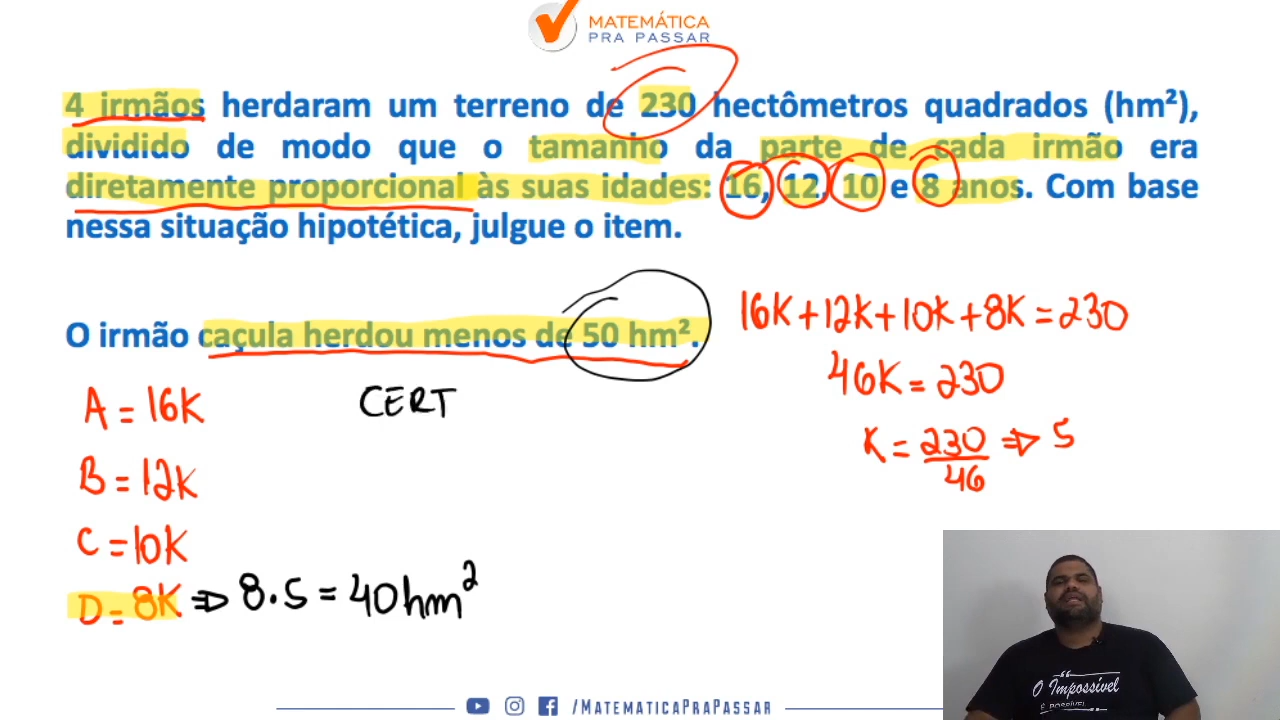 MATEMÁTICA
PRA PASSAR
4 irmãos herdaram um terreno de 230 hectômetros quadrados (hm²),
dividido de modo que o tamanho da parte de cada irmão era
diretamente proporcional às suas idades: 16, 12, 10 e 8 anos. Com base
nessa situação hipotética, julgue o item.
O irmão caçula herdou menos de 50 hm².
16K+12K+10K+8K=230
46K=230
K=230/46 ⇒ 5
A=16K
CERT
B=12K
C=10K
D=8K ⇒ 8.5=40hm²
O Impossível
É POSSÍVEL
/MatemáticaPraPassar